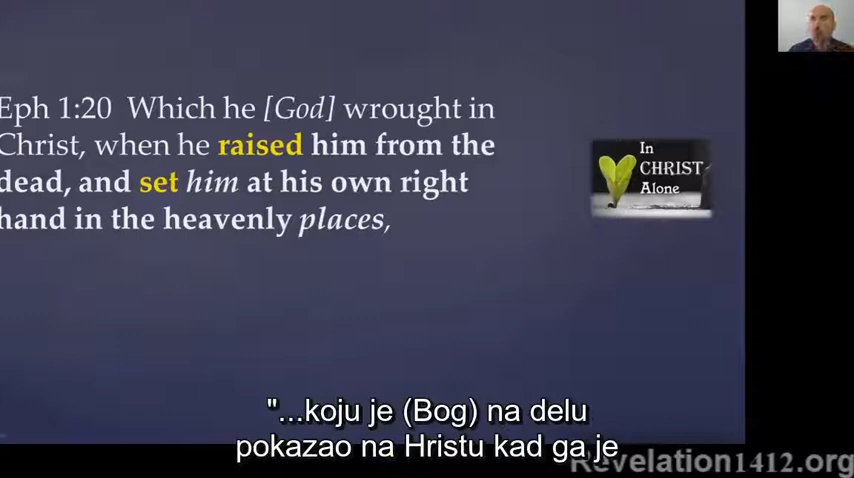 Eph 1:20 Which he [God] wrought in
Christ, when he raised him from the
dead, and set him at his own right
hand in the heavenly places,
In
CHRIST
Alone
"...koju je (Bog) na delu
pokazao na Hristu kad ga je
Revelation1412.org